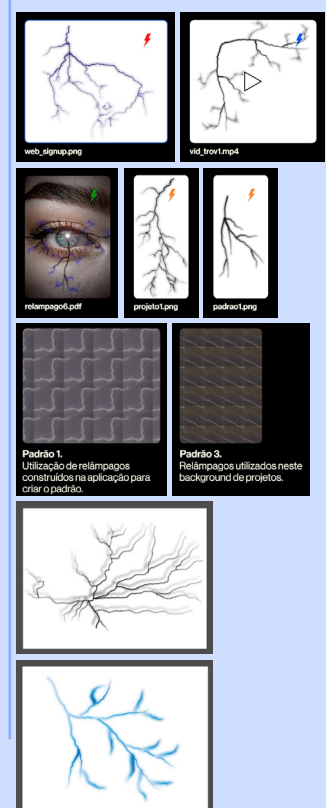 web_signup.png
vid_trov1.mp4
relampago6.pdf
projeto1.png
padrao1.png
Padrão 1.
Utilização de relâmpagos
construídos na aplicação para
criar o padrão.
Padrão 3.
Relâmpagos utilizados neste
background de projetos.